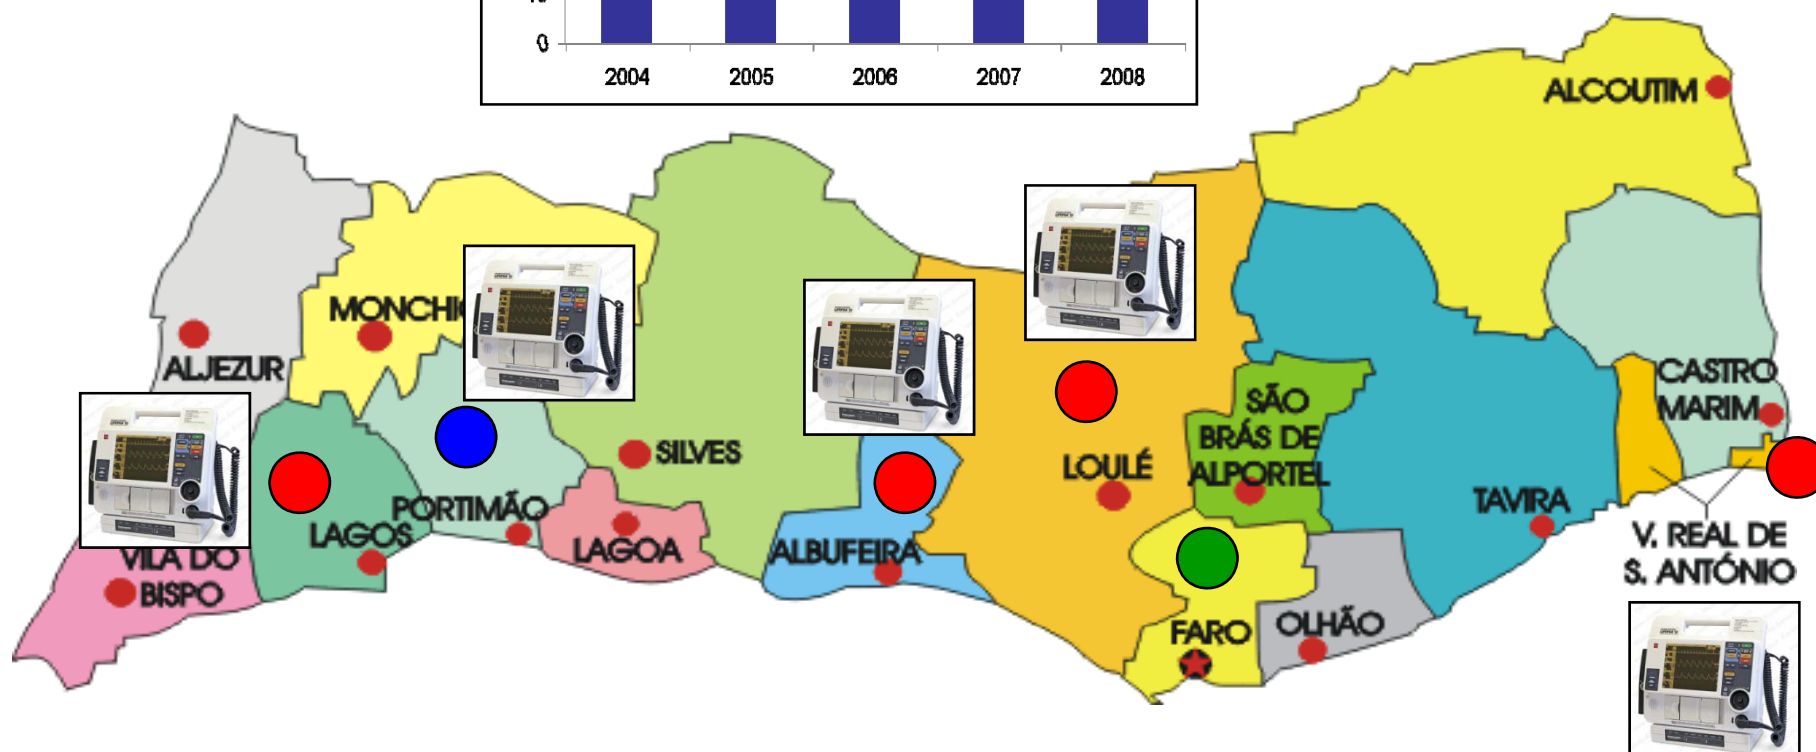 0
2004 2005 2006 2007 2008
ALCOUTIM
MONCHI
ALJEZUR
CASTRO
MARIM
SÃO
BRÁS DE
ALPORTEL
SILVES
LOULÉ
PORTIMÃO
LAGOS
TAVIRA
LAGOA
ALBUFEIRA
V. REAL DE
S. ANTÓNIO
VILA DO
BISPO
FARO
OLHÃO